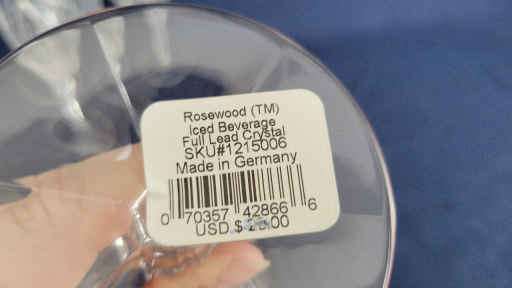 Rosewood (TM)
Iced Beverage
Full Lead Crystal
SKU#1215006
Made in Germany
0 70357 42866 6
USD $